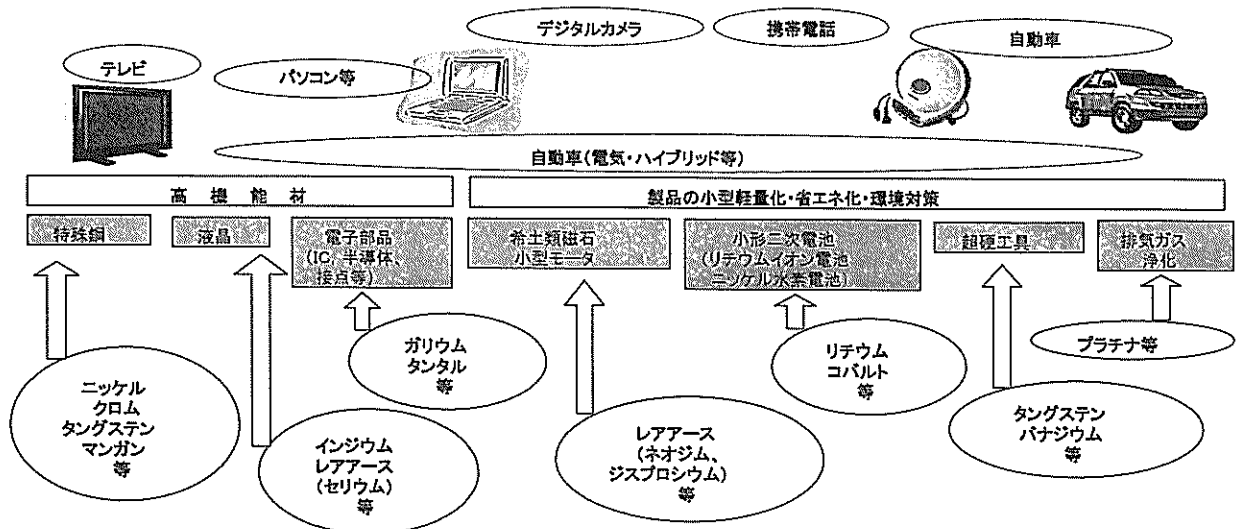 デジタルカメラ
携帯電話
自動車
テレビ
パソコン等
自動車(電気・ハイブリッド等)
高機能材
製品の小型軽量化・省エネ化・環境対策
特殊鋼
液晶
電子部品
(IC, 半導体、
接点等)
希土類磁石
小型モータ
小形二次電池
(リテウムイオン電池
ニッケル水素電池)
超硬工具
排気ガス
浄化
ニッケル
クロム
タングステン
マンガン
等
インジウム
レアアース
(セリウム)
等
ガリウム
タンタル
等
レアアース
(ネオジム、
ジスプロシウム)
等
リテウム
コバルト
等
タングステン
バナジウム
等
プラチナ等